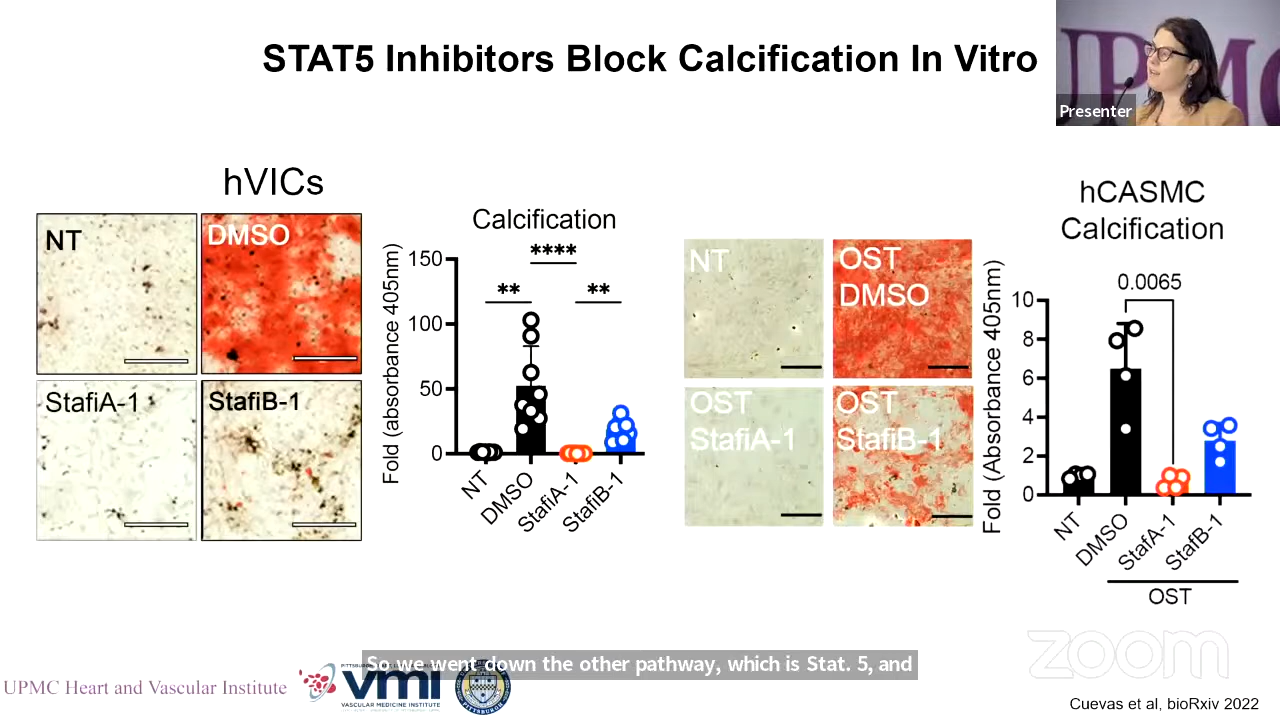 STAT5 Inhibitors Block Calcification In Vitro
UPMC
Presenter
hVICs
NT
DMSO
StafiA-1
StafiB-1
Calcification
Fold (absorbance 405nm)
150
100
50
0
****
**
**
NT
DMSO
StafiA-1
StafiB-1
NT
OST
DMSO
OST
StafiA-1
OST
StafiB-1
hCASMC
Calcification
Fold (Absorbance 405nm)
10
8
6
4
2
0
0.0065
NT
DMSO
StafA-1
StafB-1
OST
zoom
So we went down the other pathway, which is Stat. 5, and
UPMC Heart and Vascular Institute
vmi
VASCULAR MEDICINE INSTITUTE
Cuevas et al, bioRxiv 2022